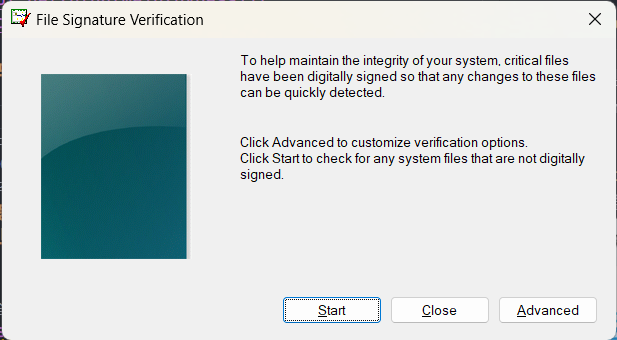 File Signature Verification
To help maintain the integrity of your system, critical files
have been digitally signed so that any changes to these files
can be quickly detected.
Click Advanced to customize verification options.
Click Start to check for any system files that are not digitally
signed.
Start
Close
Advanced